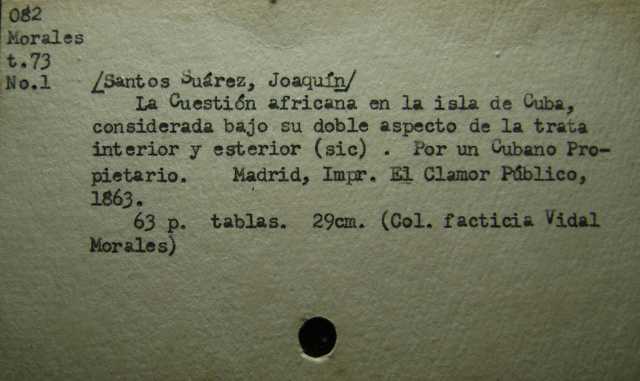 082
Morales
t.73
No.1 /Santos Suárez, Joaquín/
La Cuestión africana en la isla de Cuba,
considerada bajo su doble aspecto de la trata
interior y esterior (sic) . Por un Cubano Pro-
pietario. Madrid, Impr. El Clamor Público,
1863.
63 p. tablas. 29cm. (Col. facticia Vidal
Morales)